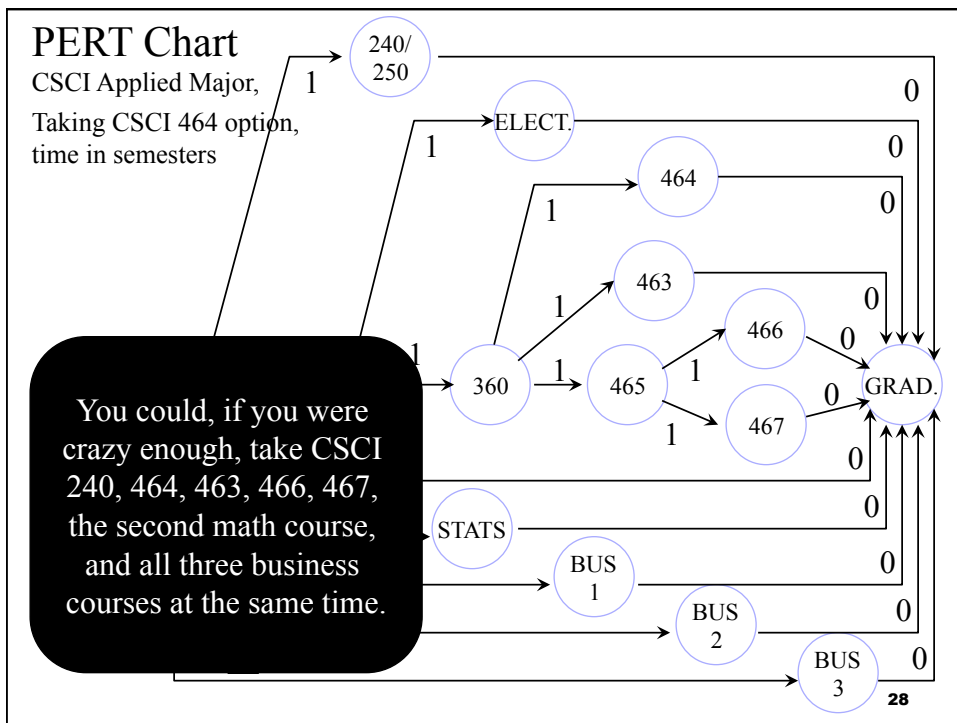 PERT Chart
CSCI Applied Major,
Taking CSCI 464 option,
time in semesters
1
240/
250
0
1
ELECT.
0
1
464
0
1
463
0
1
360
1
465
1
466
0
1
467
0
GRAD.
0
STATS
0
BUS
1
0
BUS
2
0
BUS
3
0
You could, if you were
crazy enough, take CSCI
240, 464, 463, 466, 467,
the second math course,
and all three business
courses at the same time.
28